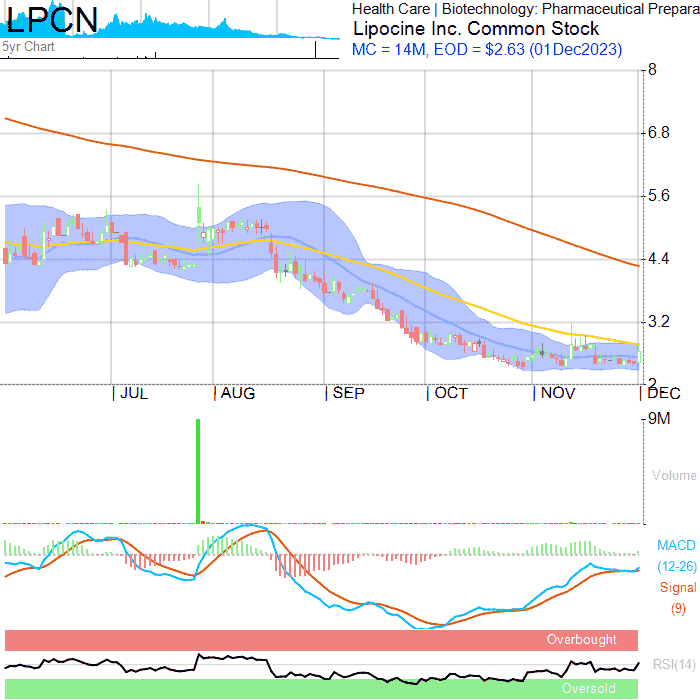 LPCN
5yr Chart
Health Care | Biotechnology: Pharmaceutical Prepara
Lipocine Inc. Common Stock
MC = 14M, EOD = $2.63 (01Dec2023)
8
6.8
5.6
4.4
3.2
2
JUL AUG SEP OCT NOV DEC
9M
Volume
MACD
(12-26)
Signal
(9)
Overbought
RSI(14)
Oversold